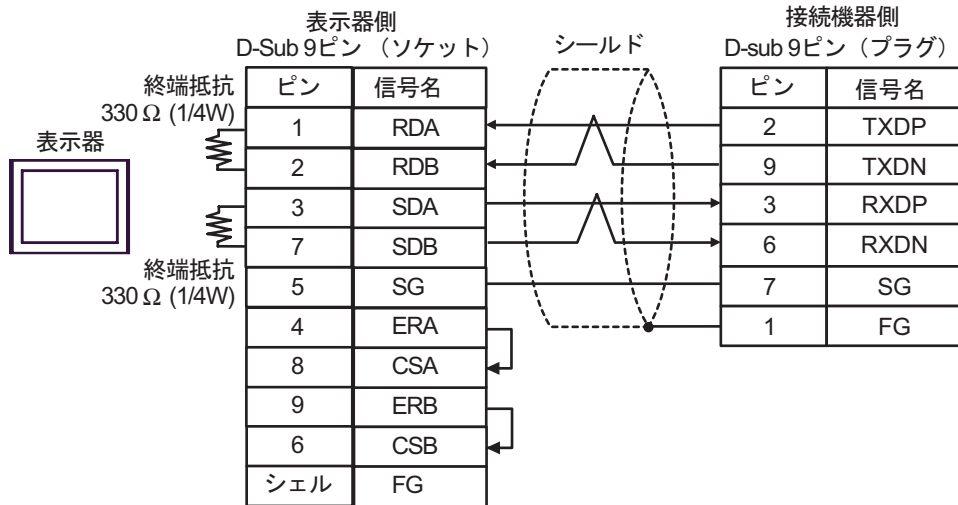 表示器側
D-Sub 9ピン （ソケット）
シールド
接続機器側
D-sub 9ピン（プラグ）
終端抵抗
330 Ω (1/4W)
表示器
終端抵抗
330 Ω (1/4W)
ピン 信号名
1 RDA
2 RDB
3 SDA
7 SDB
5 SG
4 ERA
8 CSA
9 ERB
6 CSB
シェル FG
ピン 信号名
2 TXDP
9 TXDN
3 RXDP
6 RXDN
7 SG
1 FG